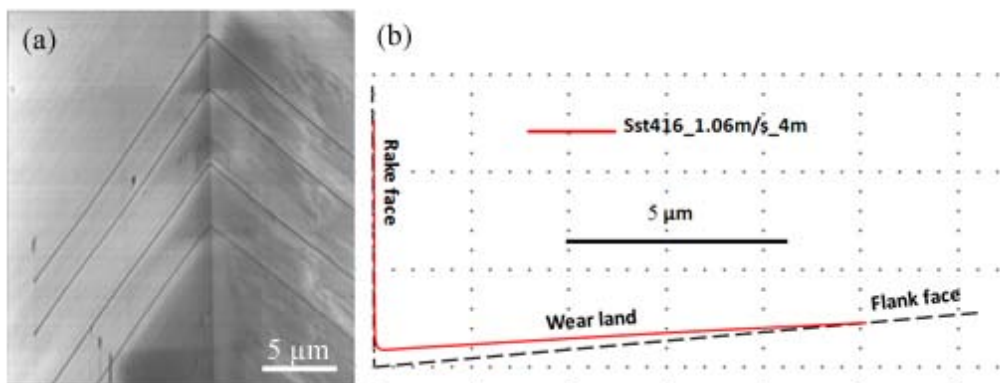 (a)
5 μm
(b)
Sst416_1.06m/s_4m
Rake face
5 μm
Wear land
Flank face